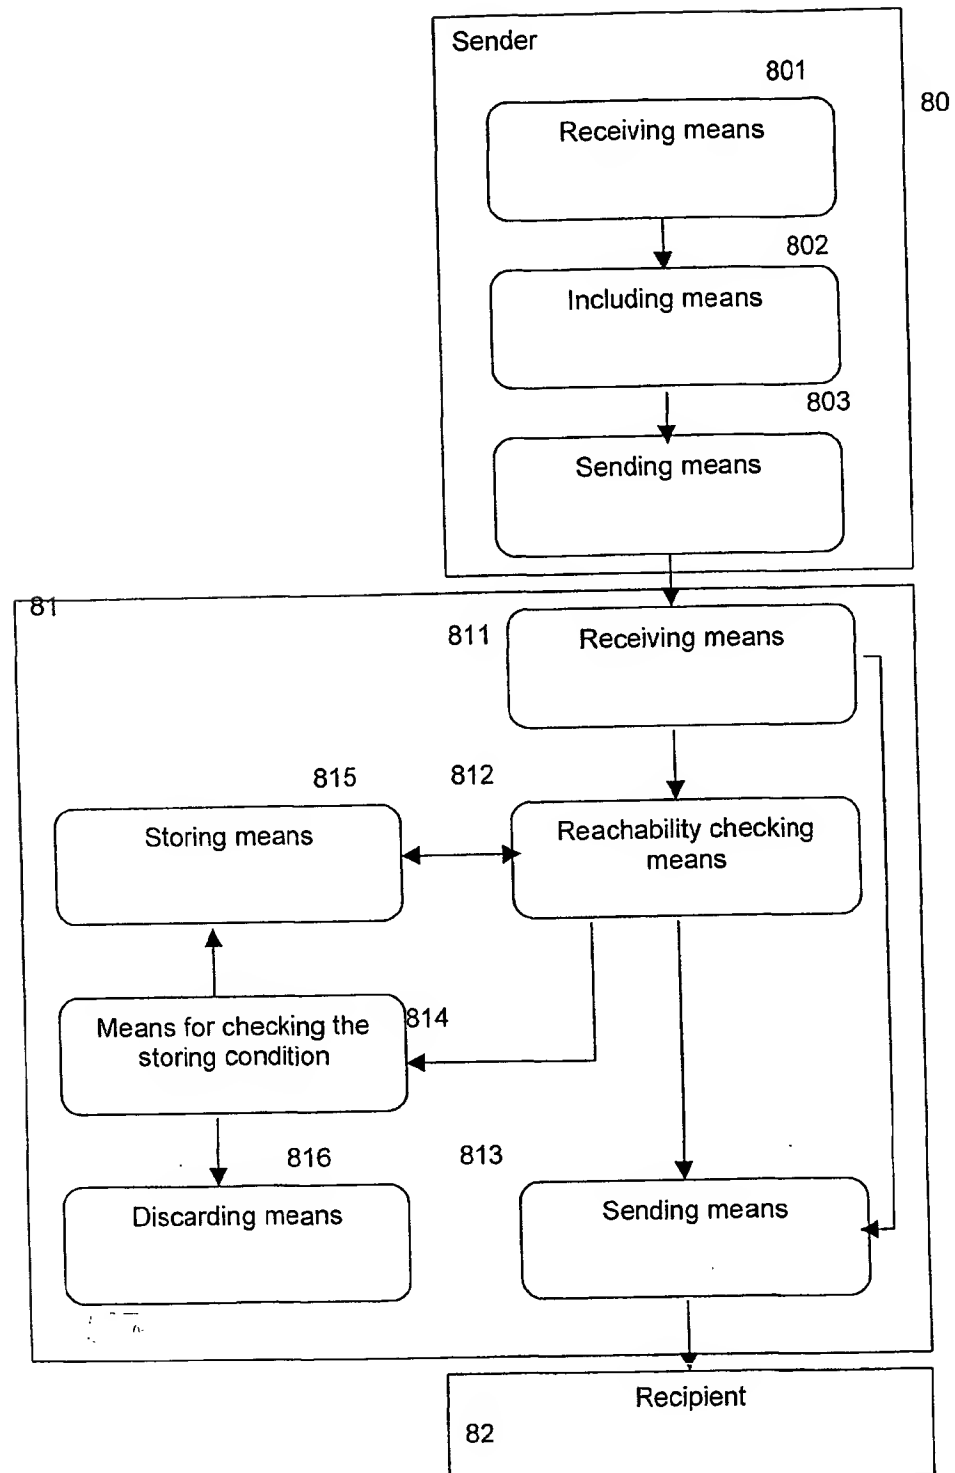 Sender
801
80
Receiving means
802
Including means
803
Sending means
81
811
Receiving means
815
812
Storing means
Reachability checking
means
Means for checking the
storing condition
814
816
813
Discarding means
Sending means
Recipient
82